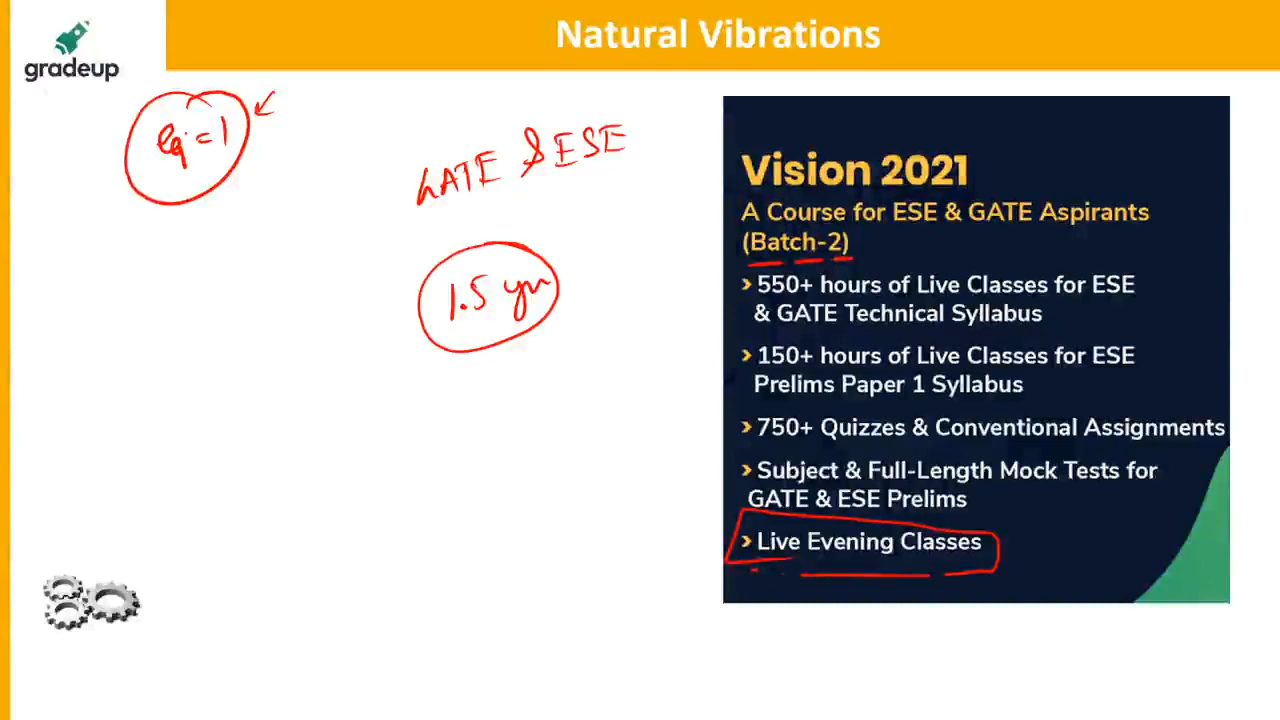 Natural Vibrations
gradeup
eq = 1
GATE & ESE
1.5 yr
Vision 2021
A Course for ESE & GATE Aspirants
(Batch-2)
› 550+ hours of Live Classes for ESE
& GATE Technical Syllabus
› 150+ hours of Live Classes for ESE
Prelims Paper 1 Syllabus
› 750+ Quizzes & Conventional Assignments
› Subject & Full-Length Mock Tests for
GATE & ESE Prelims
› Live Evening Classes